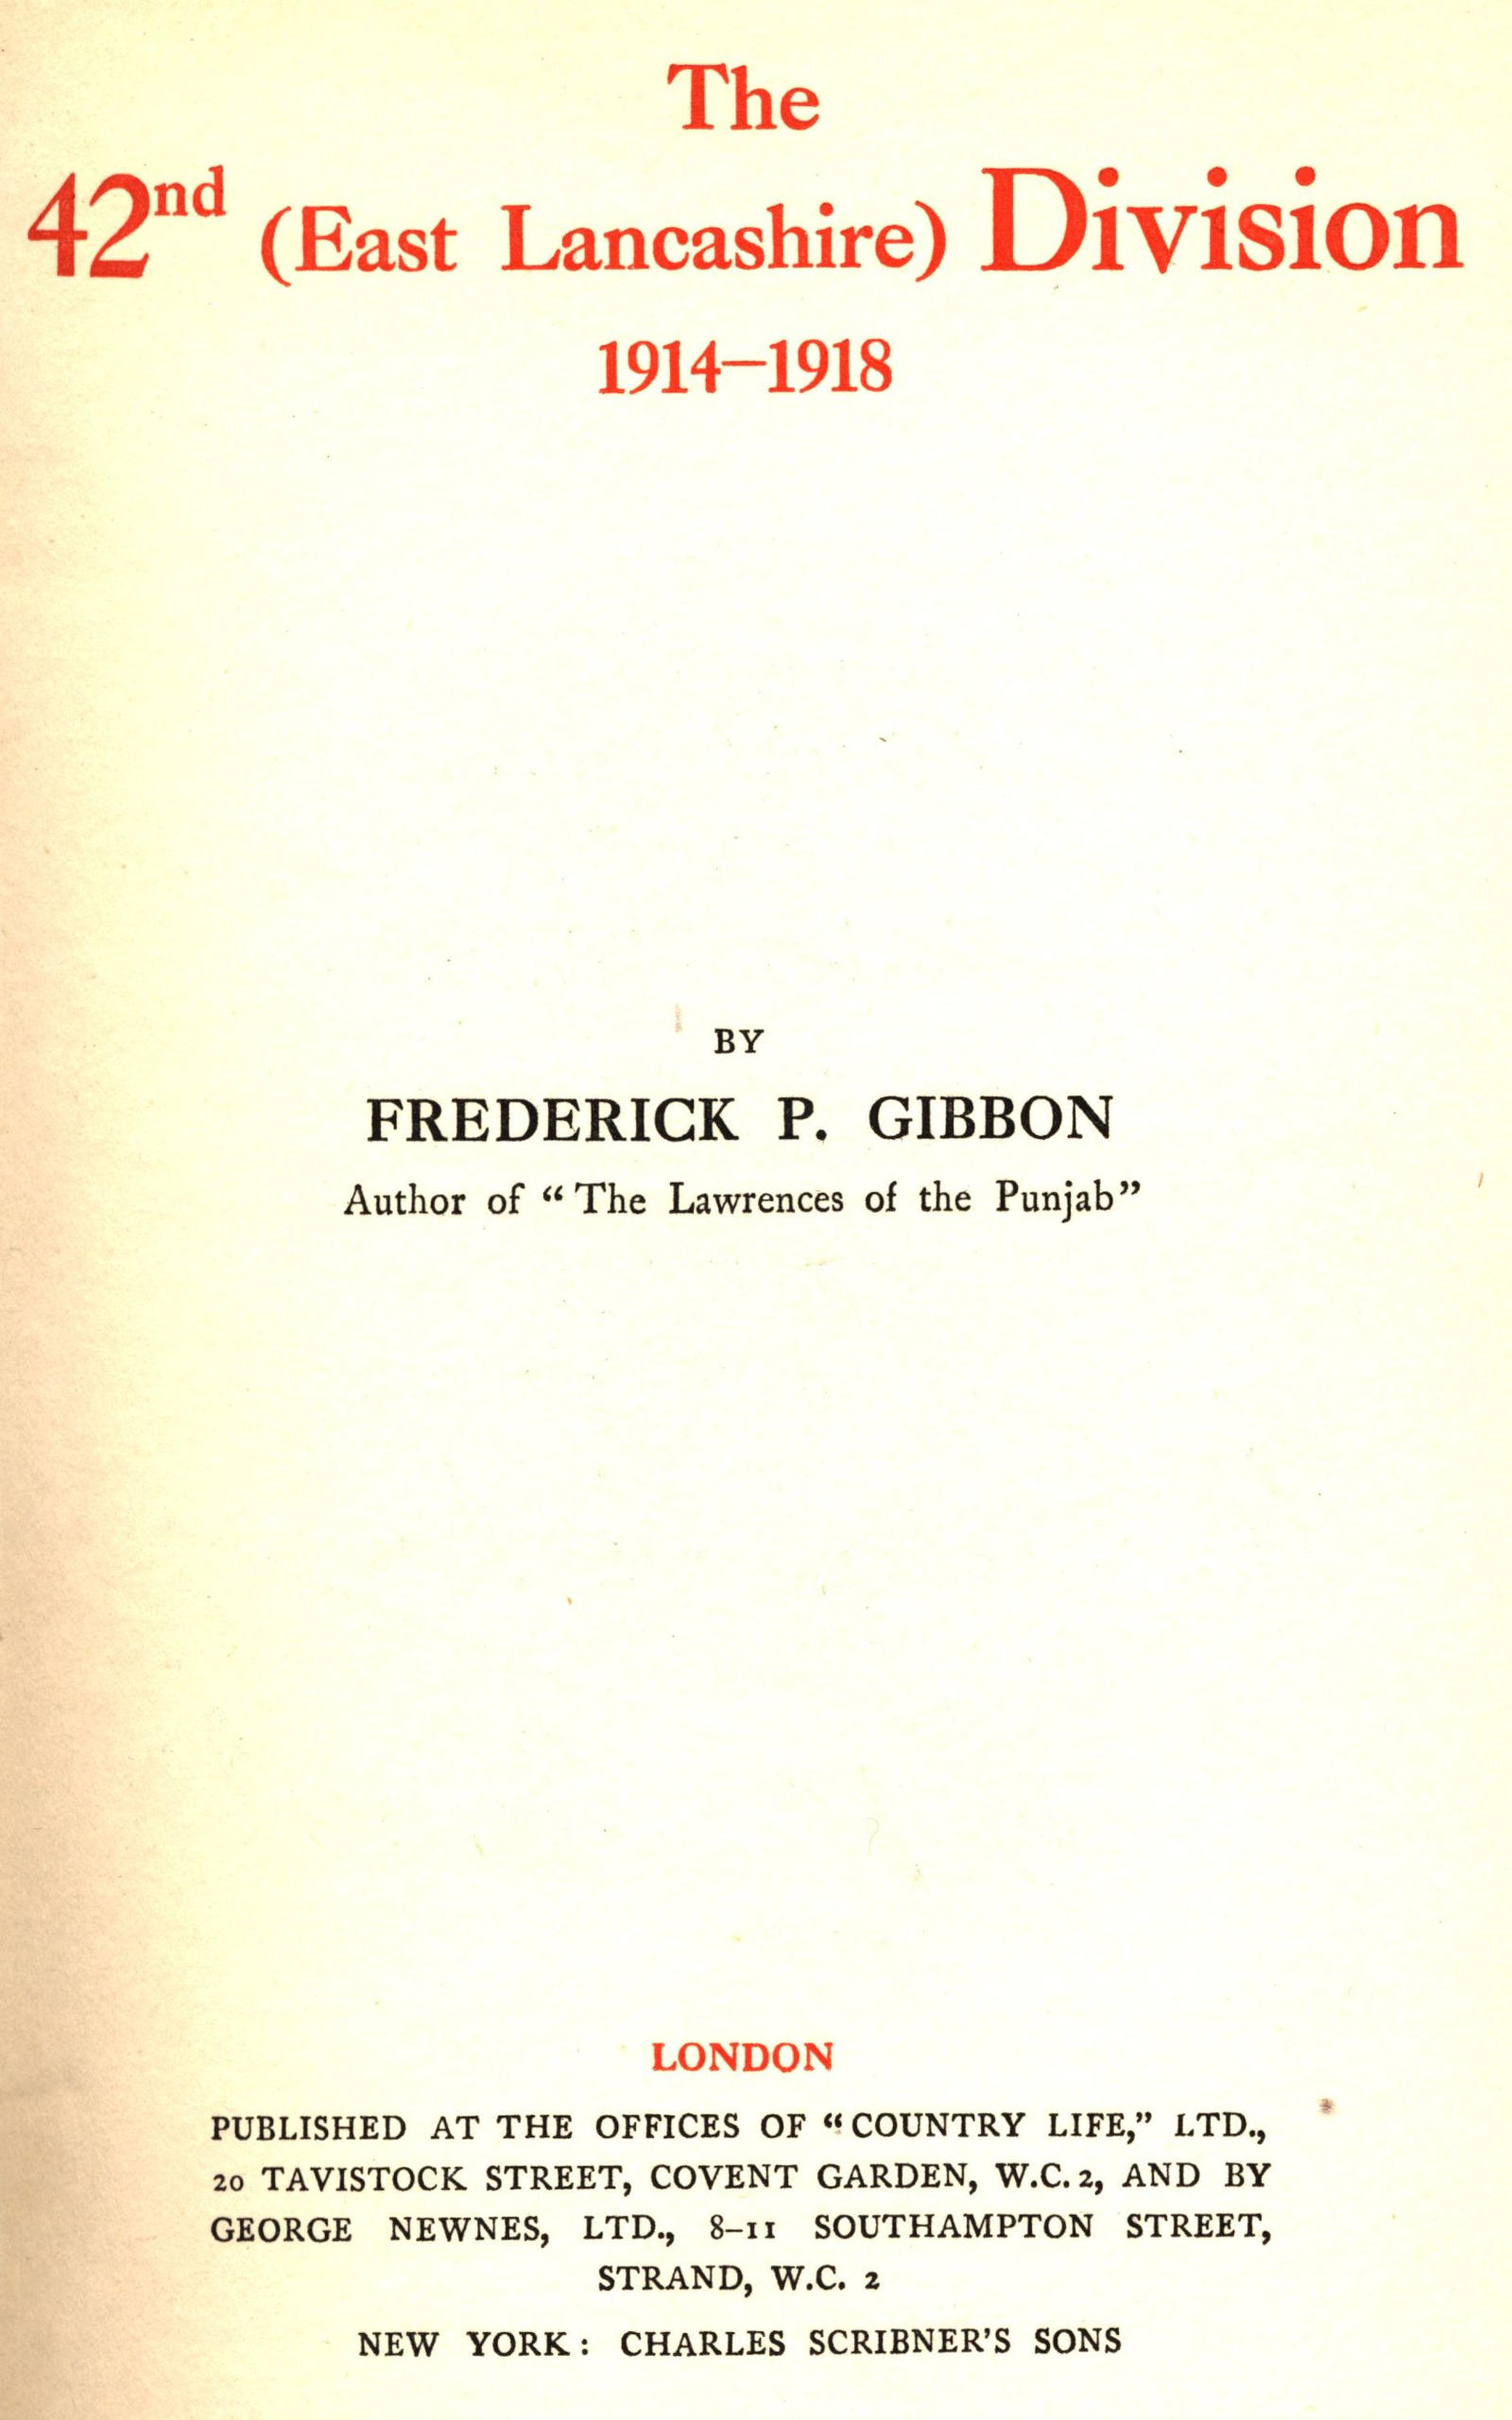 The
42nd (East Lancashire) Division
1914–1918
BY
FREDERICK P. GIBBON
Author of “The Lawrences of the Punjab”
LONDON
PUBLISHED AT THE OFFICES OF “COUNTRY LIFE,” LTD.,
20 TAVISTOCK STREET, COVENT GARDEN, W.C. 2, AND BY
GEORGE NEWNES, LTD., 8–11 SOUTHAMPTON STREET,
STRAND, W.C. 2
NEW YORK: CHARLES SCRIBNER’S SONS